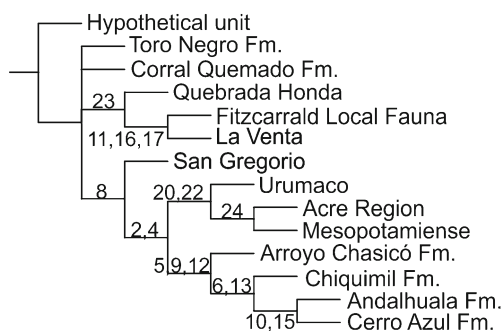 Hypothetical unit
Toro Negro Fm.
Corral Quemado Fm.
Quebrada Honda
23
Fitzcarrald Local Fauna
11,16,17
La Venta
San Gregorio
8
20,22
Urumaco
24
Acre Region
Mesopotamiense
2,4
Arroyo Chasicó Fm.
5,9,12
Chiquimil Fm.
6,13
Andalhuala Fm.
10,15
Cerro Azul Fm.